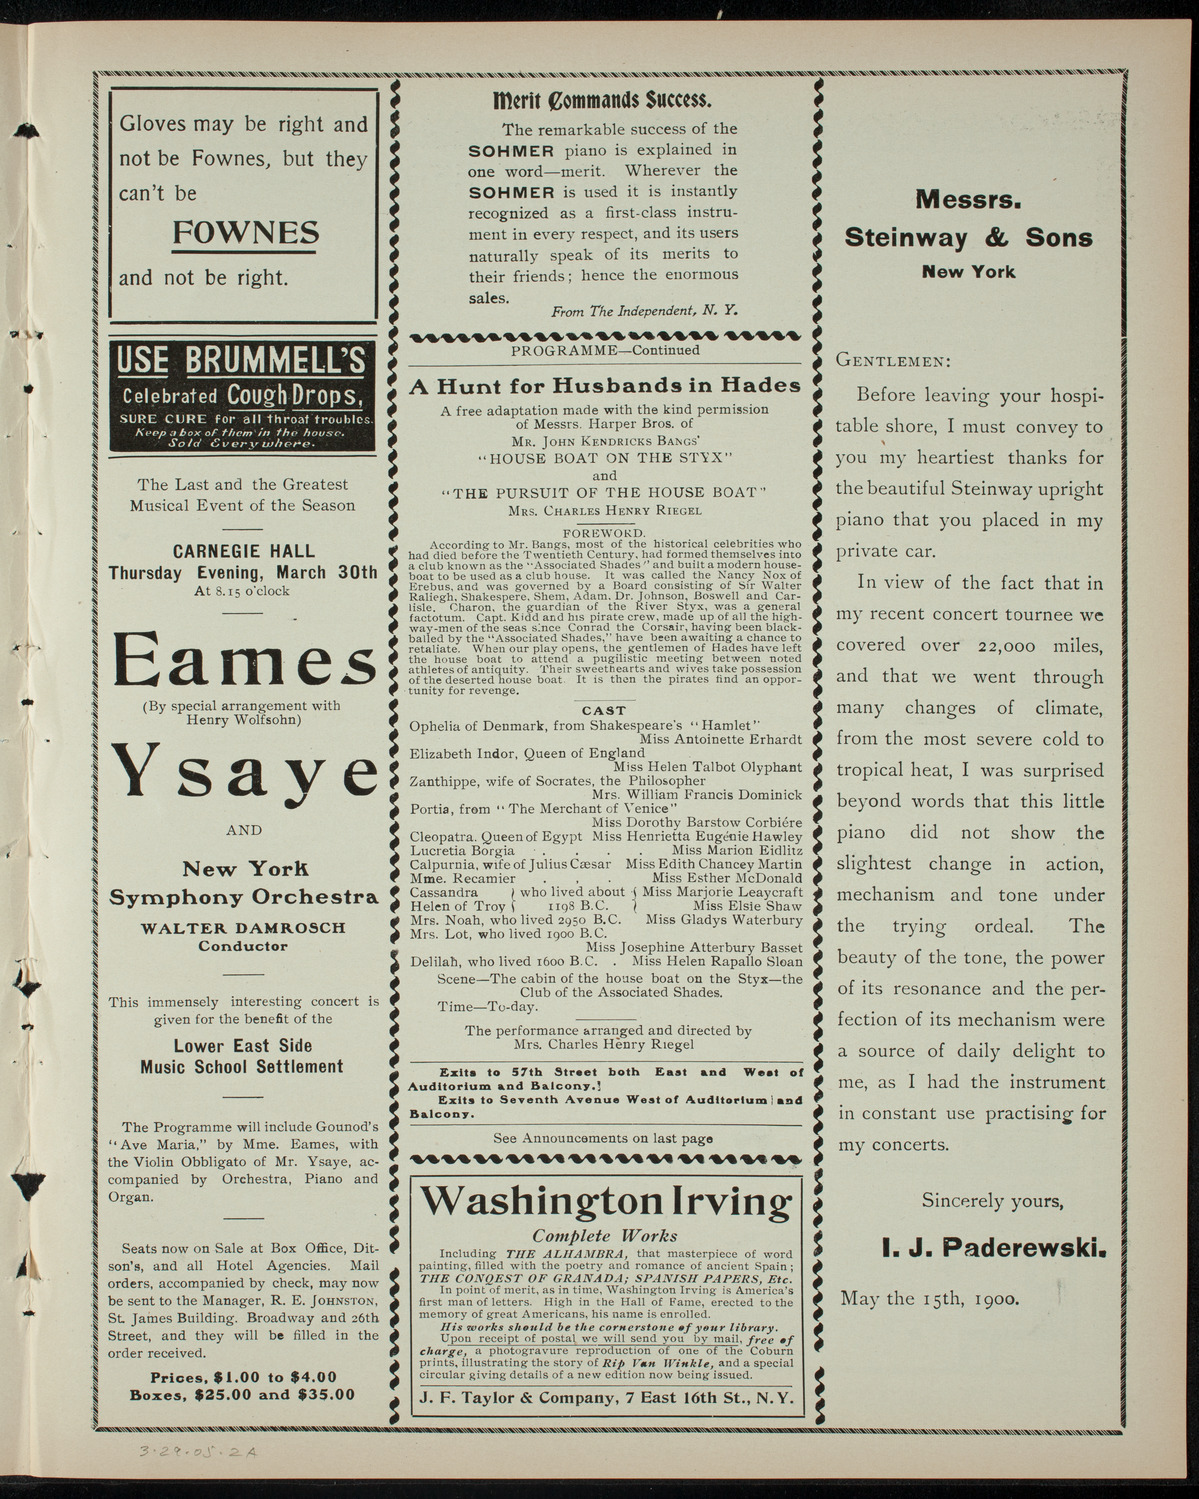 Gloves may be right and
not be Fownes, but they
can't be
FOWNES
and not be right.
USE BRUMMELL'S
Celebrated Cough Drops,
SURE CURE for all throat troubles.
Keep a box of them in the house.
Sold Everywhere.
The Last and the Greatest
Musical Event of the Season
CARNEGIE HALL
Thursday Evening, March 30th
At 8.15 o'clock
Eames
(By special arrangement with
Henry Wolfsohn)
Ysaye
AND
New York
Symphony Orchestra
WALTER DAMROSCH
Conductor
This immensely interesting concert is
given for the benefit of the
Lower East Side
Music School Settlement
The Programme will include Gounod's
"Ave Maria," by Mme. Eames, with
the Violin Obbligato of Mr. Ysaye, ac-
companied by Orchestra, Piano and
Organ.
Seats now on Sale at Box Office, Dit-
son's, and all Hotel Agencies. Mail
orders, accompanied by check, may now
be sent to the Manager, R. E. JOHNSTON,
St. James Building. Broadway and 26th
Street, and they will be filled in the
order received.
Prices, $1.00 to $4.00
Boxes, $25.00 and $35.00
Merit Commands Success.
The remarkable success of the
SOHMER piano is explained in
one word—merit. Wherever the
SOHMER is used it is instantly
recognized as a first-class instru-
ment in every respect, and its users
naturally speak of its merits to
their friends; hence the enormous
sales.
From The Independent, N. Y.
PROGRAMME—Continued
A Hunt for Husbands in Hades
A free adaptation made with the kind permission
of Messrs. Harper Bros. of
MR. JOHN KENDRICKS BANGS'
"HOUSE BOAT ON THE STYX"
and
"THE PURSUIT OF THE HOUSE BOAT"
MRS. CHARLES HENRY RIEGEL
FOREWORD.
According to Mr. Bangs, most of the historical celebrities who
had died before the Twentieth Century, had formed themselves into
a club known as the "Associated Shades" and built a modern house-
boat to be used as a club house. It was called the Nancy Nox of
Erebus, and was governed by a Board consisting of Sir Walter
Raliegh, Shakespere, Shem, Adam, Dr. Johnson, Boswell and Car-
lisle. Charon, the guardian of the River Styx, was a general
factotum. Capt. Kidd and his pirate crew, made up of all the high-
way-men of the seas since Conrad the Corsair, having been black-
balled by the "Associated Shades," have been awaiting a chance to
retaliate. When our play opens, the gentlemen of Hades have left
the house boat to attend a pugilistic meeting between noted
athletes of antiquity. Their sweethearts and wives take possession
of the deserted house boat. It is then the pirates find an oppor-
tunity for revenge.
CAST
Ophelia of Denmark, from Shakespeare's "Hamlet"
Miss Antoinette Erhardt
Elizabeth Indor, Queen of England
Miss Helen Talbot Olyphant
Zanthippe, wife of Socrates, the Philosopher
Mrs. William Francis Dominick
Portia, from "The Merchant of Venice"
Miss Dorothy Barstow Corbiére
Cleopatra. Queen of Egypt Miss Henrietta Eugénie Hawley
Lucretia Borgia . . . . Miss Marion Eidlitz
Calpurnia, wife of Julius Cæsar Miss Edith Chancey Martin
Mme. Recamier . . . Miss Esther McDonald
Cassandra } who lived about { Miss Marjorie Leaycraft
Helen of Troy } 1198 B.C. { Miss Elsie Shaw
Mrs. Noah, who lived 2950 B.C. Miss Gladys Waterbury
Mrs. Lot, who lived 1900 B.C.
Miss Josephine Atterbury Basset
Delilah, who lived 1600 B.C. . Miss Helen Rapallo Sloan
Scene—The cabin of the house boat on the Styx—the
Club of the Associated Shades.
Time—To-day.
The performance arranged and directed by
Mrs. Charles Henry Riegel
Exits to 57th Street both East and West of
Auditorium and Balcony.
Exits to Seventh Avenue West of Auditorium and
Balcony.
See Announcements on last page
Washington Irving
Complete Works
Including THE ALHAMBRA, that masterpiece of word
painting, filled with the poetry and romance of ancient Spain;
THE CONQEST OF GRANADA; SPANISH PAPERS, Etc.
In point of merit, as in time, Washington Irving is America's
first man of letters. High in the Hall of Fame, erected to the
memory of great Americans, his name is enrolled.
His works should be the cornerstone of your library.
Upon receipt of postal we will send you by mail, free of
charge, a photogravure reproduction of one of the Coburn
prints, illustrating the story of Rip Van Winkle, and a special
circular giving details of a new edition now being issued.
J. F. Taylor & Company, 7 East 16th St., N.Y.
Messrs.
Steinway & Sons
New York
GENTLEMEN:
Before leaving your hospi-
table shore, I must convey to
you my heartiest thanks for
the beautiful Steinway upright
piano that you placed in my
private car.
In view of the fact that in
my recent concert tournee we
covered over 22,000 miles,
and that we went through
many changes of climate,
from the most severe cold to
tropical heat, I was surprised
beyond words that this little
piano did not show the
slightest change in action,
mechanism and tone under
the trying ordeal. The
beauty of the tone, the power
of its resonance and the per-
fection of its mechanism were
a source of daily delight to
me, as I had the instrument
in constant use practising for
my concerts.
Sincerely yours,
I. J. Paderewski.
May the 15th, 1900.
3.29.05.2A